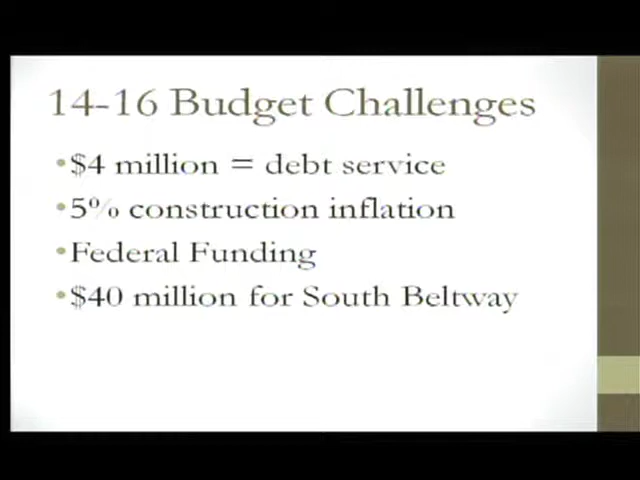 14-16 Budget Challenges
•$4 million = debt service
•5% construction inflation
•Federal Funding
•$40 million for South Beltway